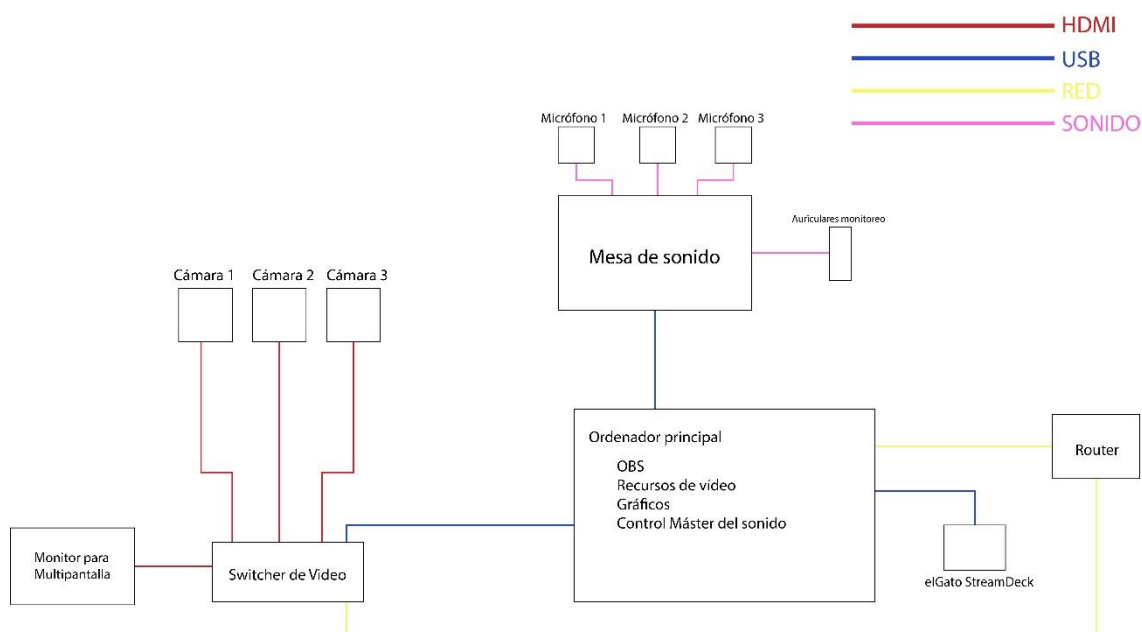 HDMI
USB
RED
SONIDO
Micrófono 1
Micrófono 2
Micrófono 3
Mesa de sonido
Auriculares monitoreo
Cámara 1
Cámara 2
Cámara 3
Ordenador principal
OBS
Recursos de vídeo
Gráficos
Control Máster del sonido
Router
Monitor para
Multipantalla
Switcher de Video
elGato StreamDeck